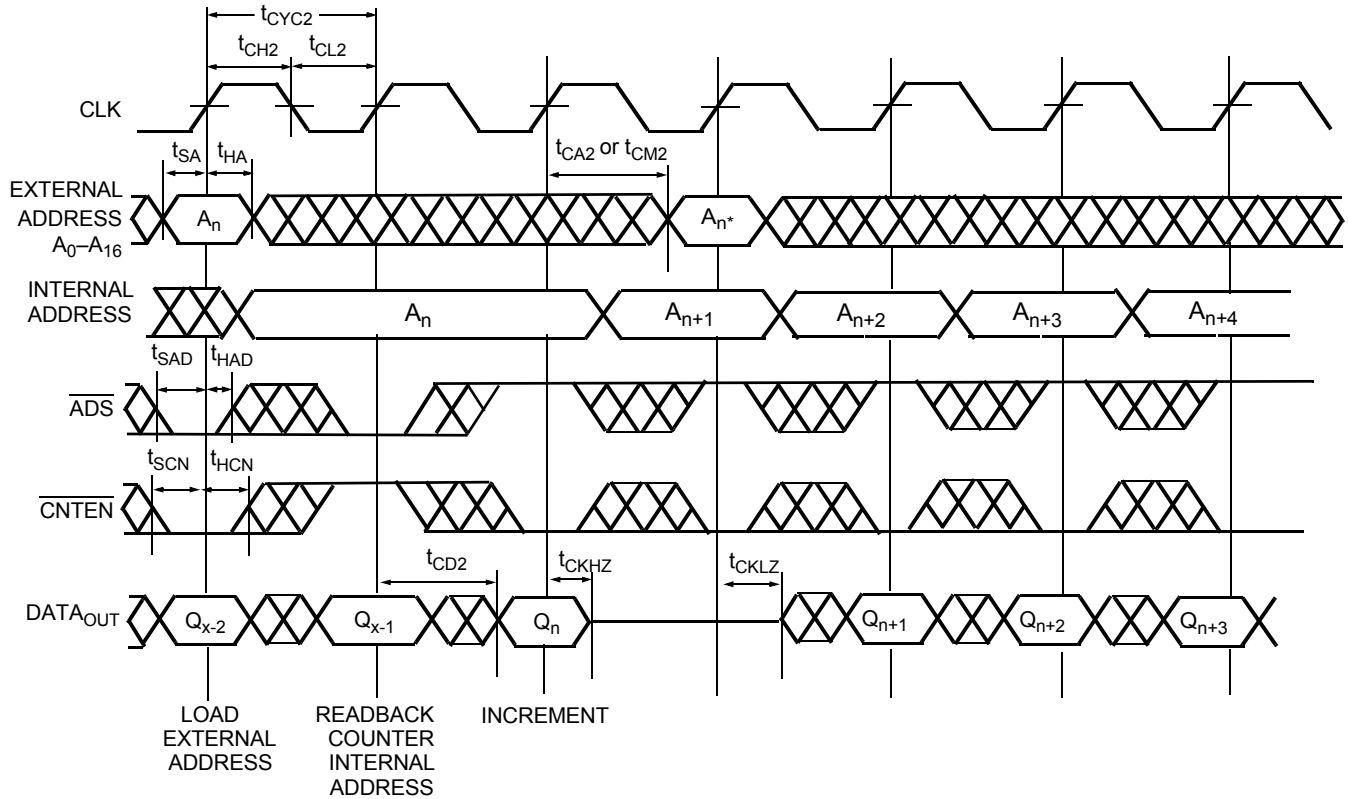 tCYC2
tCH2 tCL2
CLK
tSA tHA
tCA2 or tCM2
EXTERNAL
ADDRESS
A0–A16
An
An*
INTERNAL
ADDRESS
An
An+1
An+2
An+3
An+4
tSAD tHAD
ADS
tSCN tHCN
CNTEN
tCD2
tCKHZ
tCKLZ
DATAOUT
Qx-2
Qx-1
Qn
Qn+1
Qn+2
Qn+3
LOAD
EXTERNAL
ADDRESS
READBACK
COUNTER
INTERNAL
ADDRESS
INCREMENT